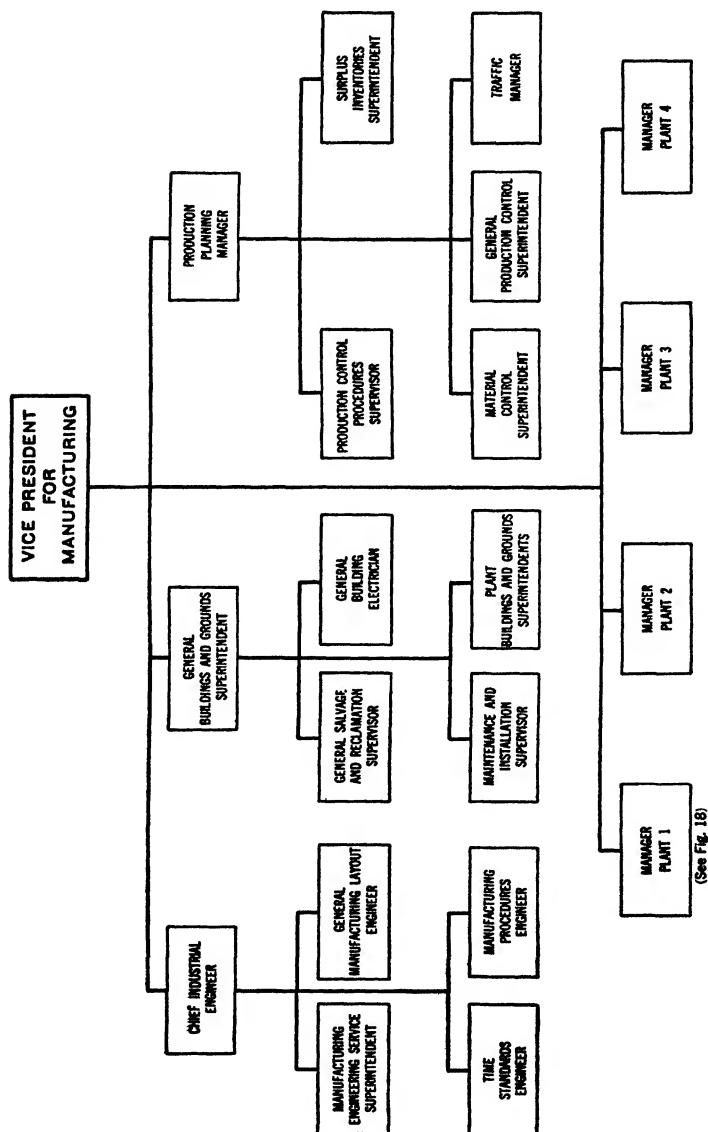 VICE PRESIDENT
FOR
MANUFACTURING
CHIEF INDUSTRIAL
ENGINEER
GENERAL
BUILDINGS AND GROUNDS
SUPERINTENDENT
PRODUCTION
PLANNING
MANAGER
MANUFACTURING
ENGINEERING SERVICE
SUPERINTENDENT
GENERAL
MANUFACTURING LAYOUT
ENGINEER
GENERAL SALVAGE
AND RECLAMATION
SUPERVISOR
GENERAL
BUILDING
ELECTRICIAN
PRODUCTION CONTROL
PROCEDURES
SUPERVISOR
SURPLUS
INVENTORIES
SUPERINTENDENT
TIME
STANDARDS
ENGINEER
MANUFACTURING
PROCEDURES
ENGINEER
MAINTENANCE AND
INSTALLATION
SUPERVISOR
PLANT
BUILDINGS AND GROUNDS
SUPERINTENDENTS
MATERIAL
CONTROL
SUPERINTENDENT
GENERAL
PRODUCTION CONTROL
SUPERINTENDENT
TRAFFIC
MANAGER
MANAGER
PLANT 1
MANAGER
PLANT 2
MANAGER
PLANT 3
MANAGER
PLANT 4
(See Fig. 18)